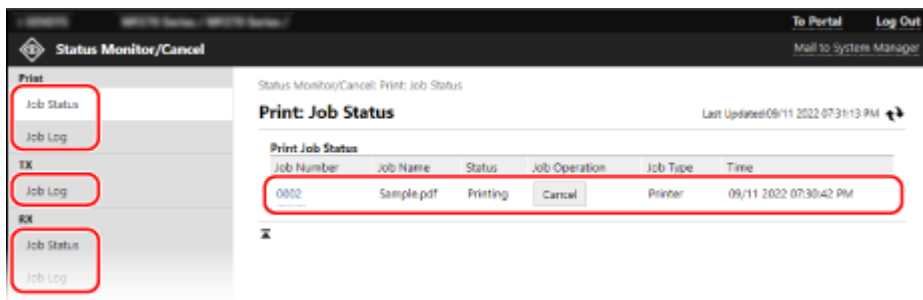 To Portal Log Out
Status Monitor/Cancel
Mail to System Manager
Print
Job Status
Job Log
TX
Job Log
RX
Job Status
Job Log
Status Monitor/Cancel: Print: Job Status
Print: Job Status
Last Updated:09/11 2022 07:31:13 PM
Print Job Status
Job Number Job Name Status Job Operation Job Type Time
0802 Sample.pdf Printing Cancel Printer 09/11 2022 07:30:42 PM